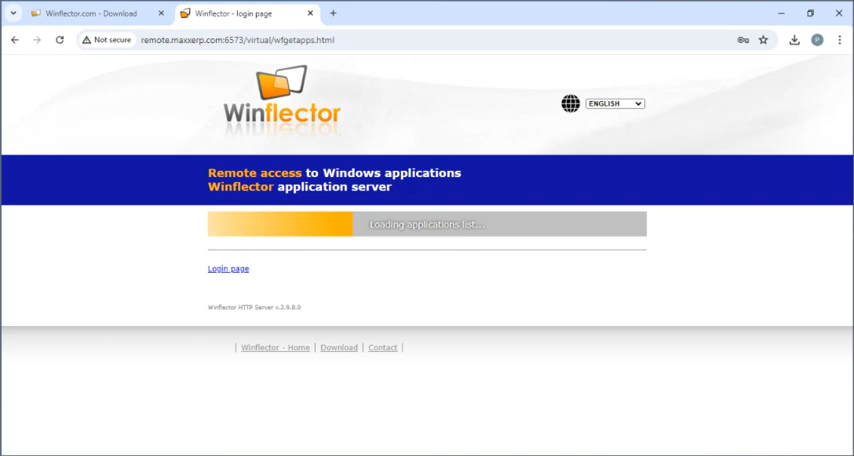 Winflector.com - Download
Winflector - login page
Not secure
remote.maxxerp.com:6573/virtual/wfgetapps.html
P
Winflector
ENGLISH
Remote access to Windows applications
Winflector application server
Loading applications list...
Login page
Winflector HTTP Server v.3.9.8.0
| Winflector - Home | Download | Contact |